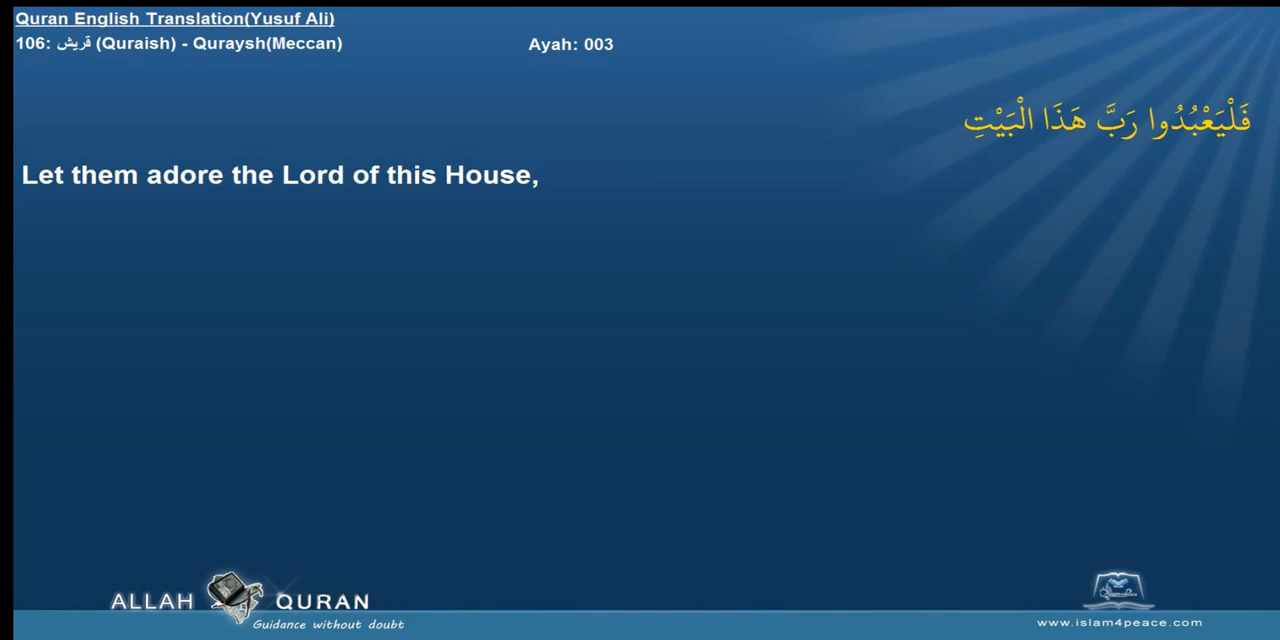 Quran English Translation(Yusuf Ali)
106: قريش (Quraish) - Quraysh(Meccan) Ayah: 003
فَلْيَعْبُدُوا رَبَّ هَذَا الْبَيْتِ
Let them adore the Lord of this House,
ALLAH QURAN
Guidance without doubt
www.islam4peace.com